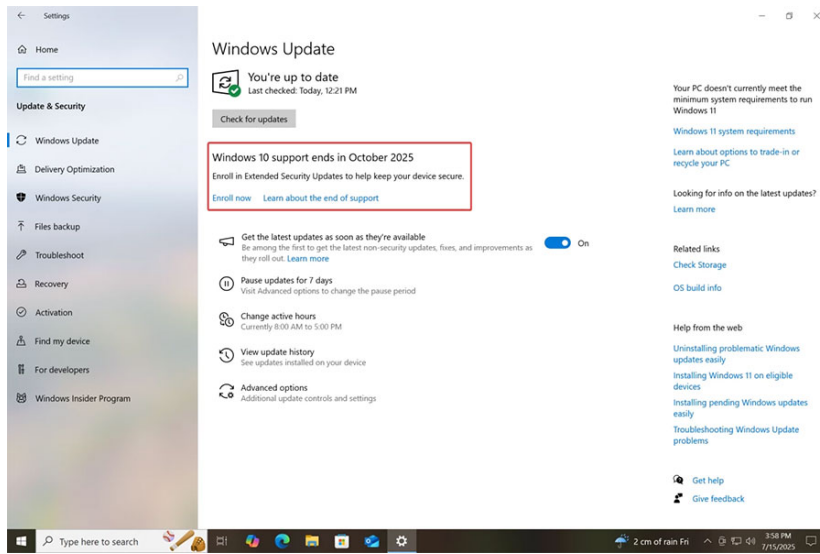 Settings
Home
Find a setting
Update & Security
Windows Update
Delivery Optimization
Windows Security
Files backup
Troubleshoot
Recovery
Activation
Find my device
For developers
Windows Insider Program
Windows Update
You're up to date
Last checked: Today, 12:21 PM
Check for updates
Windows 10 support ends in October 2025
Enroll in Extended Security Updates to help keep your device secure.
Enroll now Learn about the end of support
Get the latest updates as soon as they're available
Be among the first to get the latest non-security updates, fixes, and improvements as
they roll out. Learn more
On
Pause updates for 7 days
Visit Advanced options to change the pause period
Change active hours
Currently 8:00 AM to 5:00 PM
View update history
See updates installed on your device
Advanced options
Additional update controls and settings
Your PC doesn't currently meet the
minimum system requirements to run
Windows 11
Windows 11 system requirements
Learn about options to trade-in or
recycle your PC
Looking for info on the latest updates?
Learn more
Related links
Check Storage
OS build info
Help from the web
Uninstalling problematic Windows
updates easily
Installing Windows 11 on eligible
devices
Installing pending Windows updates
easily
Troubleshooting Windows Update
problems
Get help
Give feedback
Type here to search
2 cm of rain Fri
3:58 PM
7/15/2025